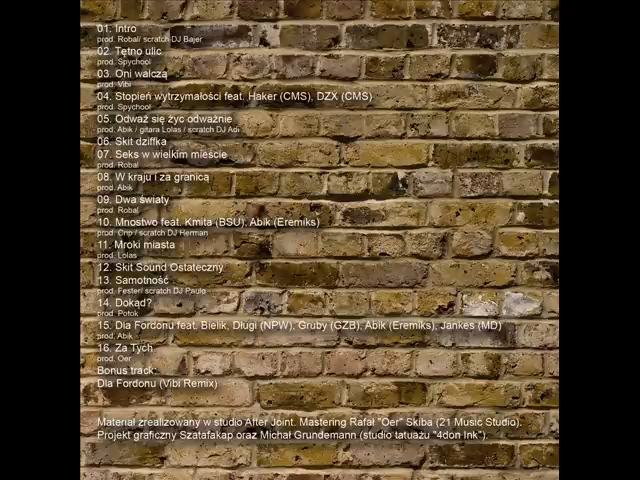 01. Intro
prod. Robal/ scratch DJ Bajer
02. Tętno ulic
prod. Spychool
03. Oni walczą
prod. Vibi
04. Stopień wytrzymałości feat. Haker (CMS), DZX (CMS)
prod. Spychool
05. Odważ się życ odważnie
prod. Abik / gitara Lolas / scratch DJ Adi
06. Skit dziffka
07. Seks w wielkim mieście
prod. Robal
08. W kraju i za granicą
prod. Abik
09. Dwa światy
prod. Robal
10. Mnostwo feat. Kmita (BSU), Abik (Eremiks)
prod. Cnp / scratch DJ Herman
11. Mroki miasta
prod. Lolas
12. Skit Sound Ostateczny
13. Samotność
prod. Fester/ scratch DJ Paulo
14. Dokąd?
prod. Potok
15. Dla Fordonu feat. Bielik, Długi (NPW), Gruby (GZB), Abik (Eremiks), Jankes (MD)
prod. Abik
16. Za Tych
prod. Oer
Bonus track:
Dla Fordonu (Vibi Remix)
Materiał zrealizowany w studio After Joint. Mastering Rafał "Oer" Skiba (21 Music Studio).
Projekt graficzny Szatafakap oraz Michał Grundemann (studio tatuażu "4don Ink").